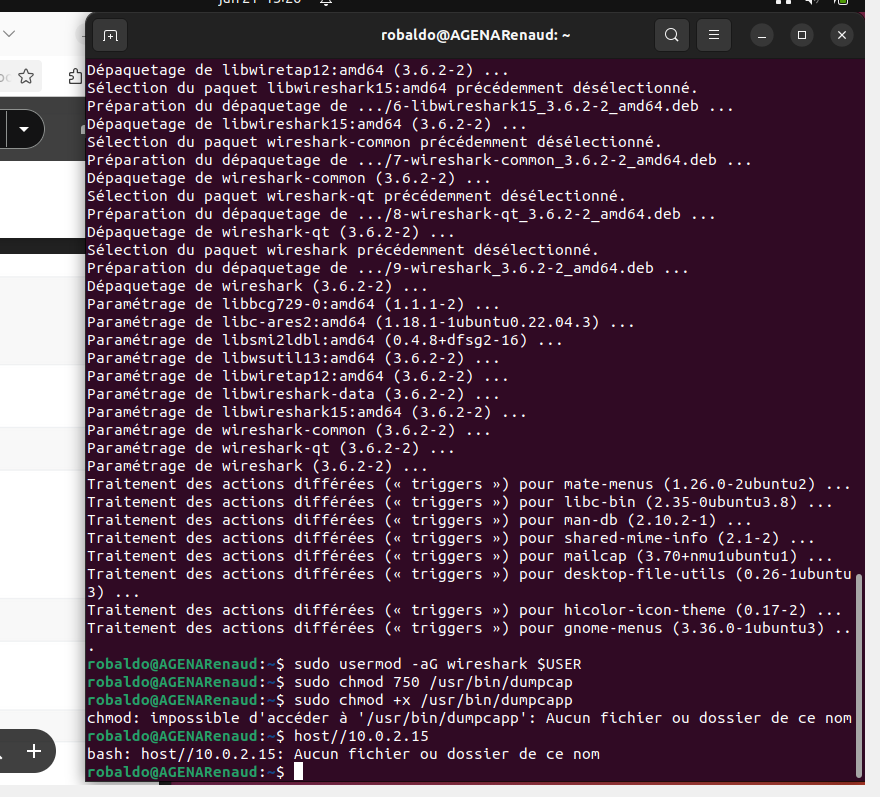 robaldo@AGENARenaud: ~
Dépaquetage de libwiretap12:amd64 (3.6.2-2) ...
Sélection du paquet libwireshark15:amd64 précédemment désélectionné.
Préparation du dépaquetage de .../6-libwireshark15_3.6.2-2_amd64.deb ...
Dépaquetage de libwireshark15:amd64 (3.6.2-2) ...
Sélection du paquet wireshark-common précédemment désélectionné.
Préparation du dépaquetage de .../7-wireshark-common_3.6.2-2_amd64.deb ...
Dépaquetage de wireshark-common (3.6.2-2) ...
Sélection du paquet wireshark-qt précédemment désélectionné.
Préparation du dépaquetage de .../8-wireshark-qt_3.6.2-2_amd64.deb ...
Dépaquetage de wireshark-qt (3.6.2-2) ...
Sélection du paquet wireshark précédemment désélectionné.
Préparation du dépaquetage de .../9-wireshark_3.6.2-2_amd64.deb ...
Dépaquetage de wireshark (3.6.2-2) ...
Paramétrage de libbcg729-0:amd64 (1.1.1-2) ...
Paramétrage de libc-ares2:amd64 (1.18.1-1ubuntu0.22.04.3) ...
Paramétrage de libsmi2ldbl:amd64 (0.4.8+dfsg2-16) ...
Paramétrage de libwsutil13:amd64 (3.6.2-2) ...
Paramétrage de libwiretap12:amd64 (3.6.2-2) ...
Paramétrage de libwireshark-data (3.6.2-2) ...
Paramétrage de libwireshark15:amd64 (3.6.2-2) ...
Paramétrage de wireshark-common (3.6.2-2) ...
Paramétrage de wireshark-qt (3.6.2-2) ...
Paramétrage de wireshark (3.6.2-2) ...
Traitement des actions différées (« triggers ») pour mate-menus (1.26.0-2ubuntu2) ...
Traitement des actions différées (« triggers ») pour libc-bin (2.35-0ubuntu3.8) ...
Traitement des actions différées (« triggers ») pour man-db (2.10.2-1) ...
Traitement des actions différées (« triggers ») pour shared-mime-info (2.1-2) ...
Traitement des actions différées (« triggers ») pour mailcap (3.70+nmu1ubuntu1) ...
Traitement des actions différées (« triggers ») pour desktop-file-utils (0.26-1ubuntu
3) ...
Traitement des actions différées (« triggers ») pour hicolor-icon-theme (0.17-2) ...
Traitement des actions différées (« triggers ») pour gnome-menus (3.36.0-1ubuntu3) ..
.
robaldo@AGENARenaud:~$ sudo usermod -aG wireshark $USER
robaldo@AGENARenaud:~$ sudo chmod 750 /usr/bin/dumpcap
robaldo@AGENARenaud:~$ sudo chmod +x /usr/bin/dumpcapp
chmod: impossible d'accéder à '/usr/bin/dumpcapp': Aucun fichier ou dossier de ce nom
robaldo@AGENARenaud:~$ host//10.0.2.15
bash: host//10.0.2.15: Aucun fichier ou dossier de ce nom
robaldo@AGENARenaud:~$